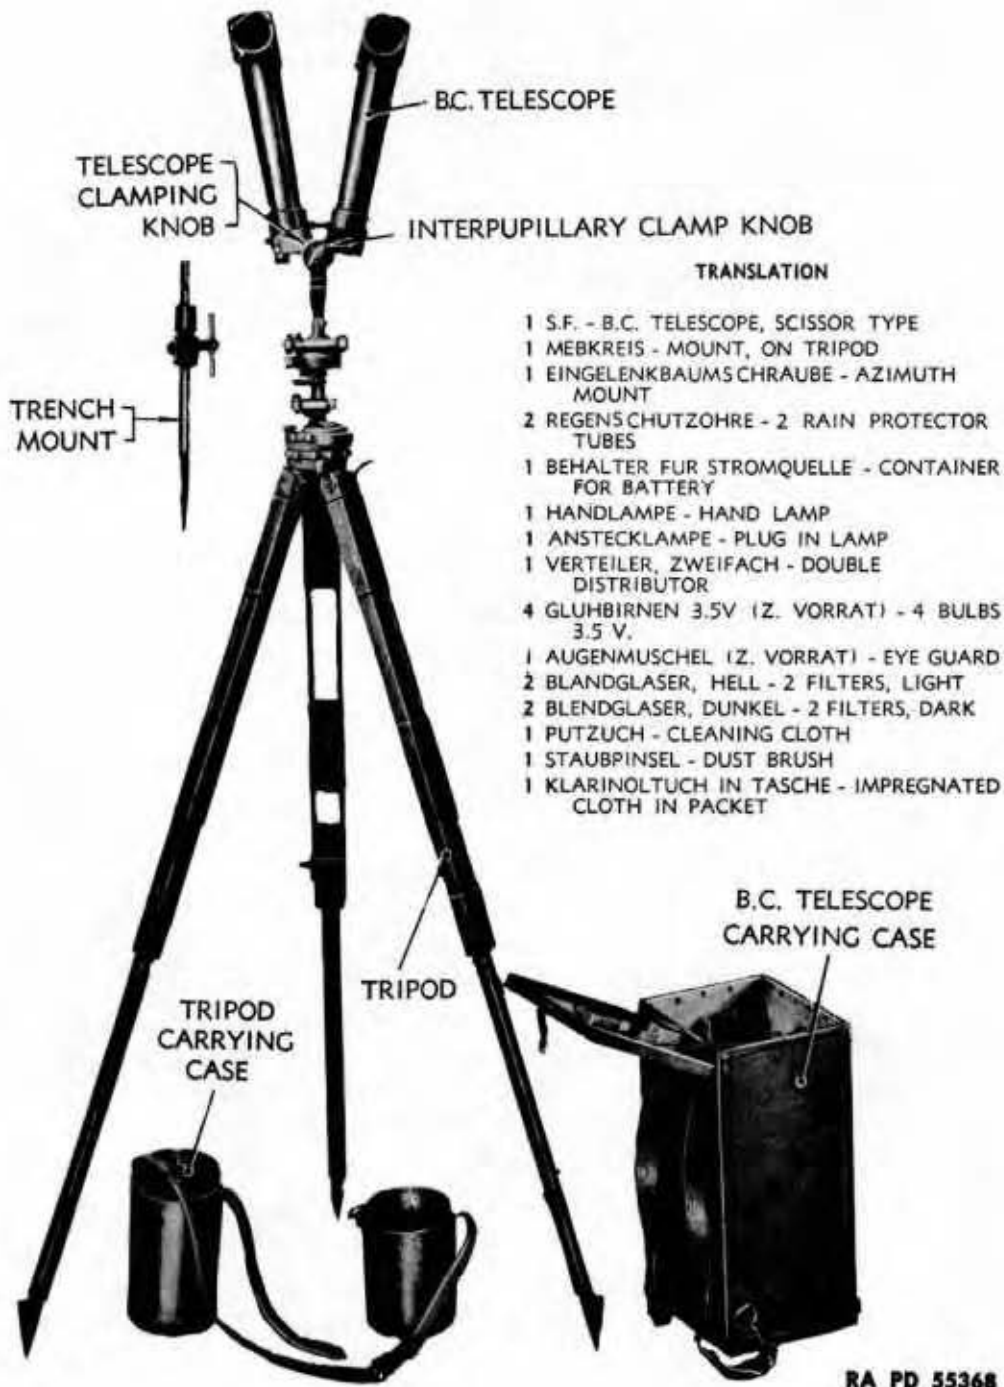 B.C. TELESCOPE
TELESCOPE
CLAMPING
KNOB
INTERPUPILLARY CLAMP KNOB
TRENCH
MOUNT
TRANSLATION
1 S.F. - B.C. TELESCOPE, SCISSOR TYPE
1 MEBKREIS - MOUNT, ON TRIPOD
1 EINGELENKBAUMSCHRAUBE - AZIMUTH
MOUNT
2 REGENSCHUTZOHRE - 2 RAIN PROTECTOR
TUBES
1 BEHALTER FUR STROMQUELLE - CONTAINER
FOR BATTERY
1 HANDLAMPE - HAND LAMP
1 ANSTECKLAMPE - PLUG IN LAMP
1 VERTEILER, ZWEIFACH - DOUBLE
DISTRIBUTOR
4 GLUHBIRNEN 3.5V (Z. VORRAT) - 4 BULBS
3.5 V.
1 AUGENMUSCHEL (Z. VORRAT) - EYE GUARD
2 BLANDGLASER, HELL - 2 FILTERS, LIGHT
2 BLENDGLASER, DUNKEL - 2 FILTERS, DARK
1 PUTZUCH - CLEANING CLOTH
1 STAUBPINSEL - DUST BRUSH
1 KLARINOLTUCH IN TASCHE - IMPREGNATED
CLOTH IN PACKET
B.C. TELESCOPE
CARRYING CASE
TRIPOD
TRIPOD
CARRYING
CASE
RA PD 55368